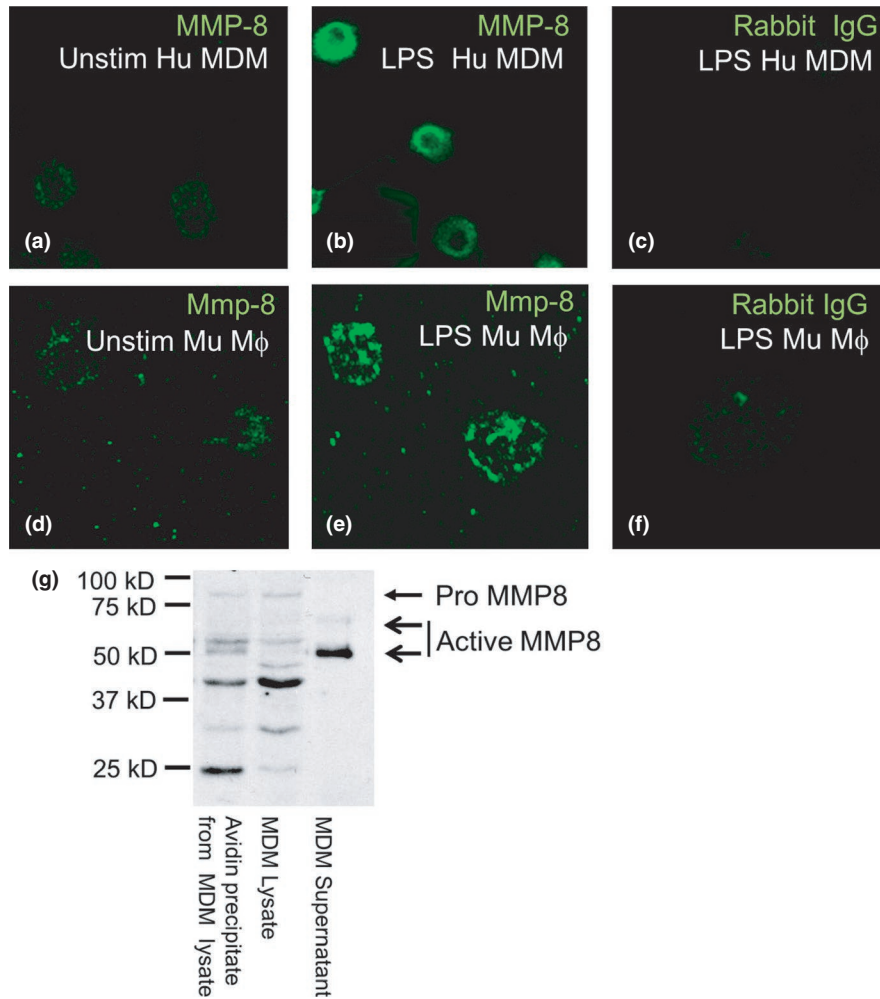 MMP-8
Unstim Hu MDM
(a)
MMP-8
LPS Hu MDM
(b)
Rabbit IgG
LPS Hu MDM
(c)
Mmp-8
Unstim Mu Mϕ
(d)
Mmp-8
LPS Mu Mϕ
(e)
Rabbit IgG
LPS Mu Mϕ
(f)
(g)
100 kD
75 kD
50 kD
37 kD
25 kD
Pro MMP8
Active MMP8
Avidin precipitate
from MDM lysate
MDM Lysate
MDM Supernatant